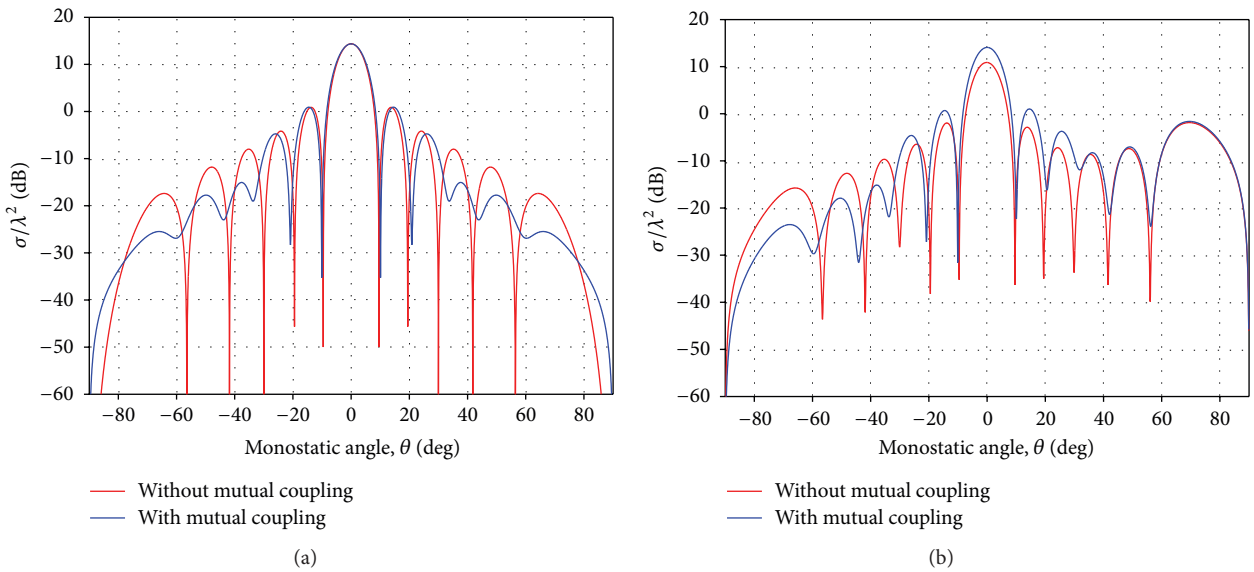 20
10
0
−10
−20
−30
−40
−50
−60
σ/λ² (dB)
−80 −60 −40 −20 0 20 40 60 80
Monostatic angle, θ (deg)
Without mutual coupling
With mutual coupling
(a)
20
10
0
−10
−20
−30
−40
−50
−60
σ/λ² (dB)
−80 −60 −40 −20 0 20 40 60 80
Monostatic angle, θ (deg)
Without mutual coupling
With mutual coupling
(b)